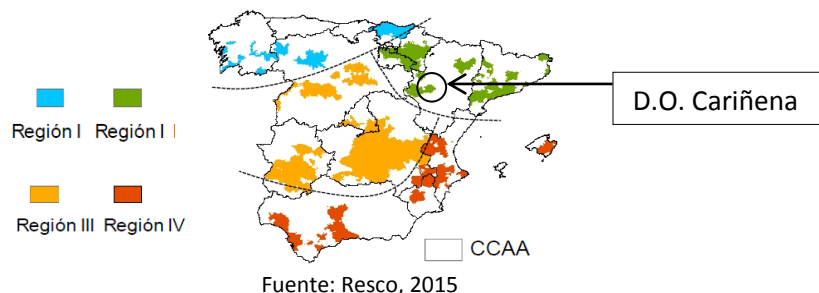 D.O. Cariñena
Región I
Región I I
Región III
Región IV
CCAA
Fuente: Resco, 2015